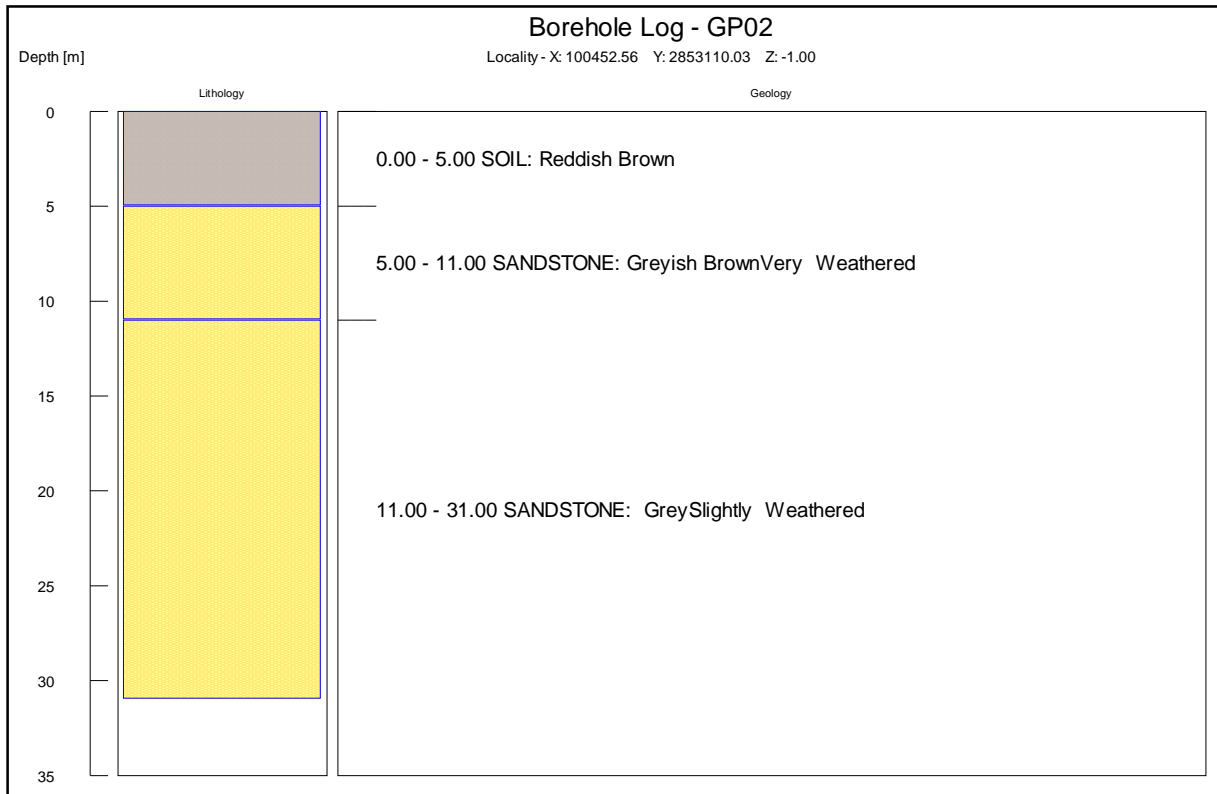 Borehole Log - GP02
Depth [m]
Locality - X: 100452.56 Y: 2853110.03 Z: -1.00
Lithology
Geology
0
0.00 - 5.00 SOIL: Reddish Brown
5
5.00 - 11.00 SANDSTONE: Greyish BrownVery Weathered
10
15
20
11.00 - 31.00 SANDSTONE: GreySlightly Weathered
25
30
35